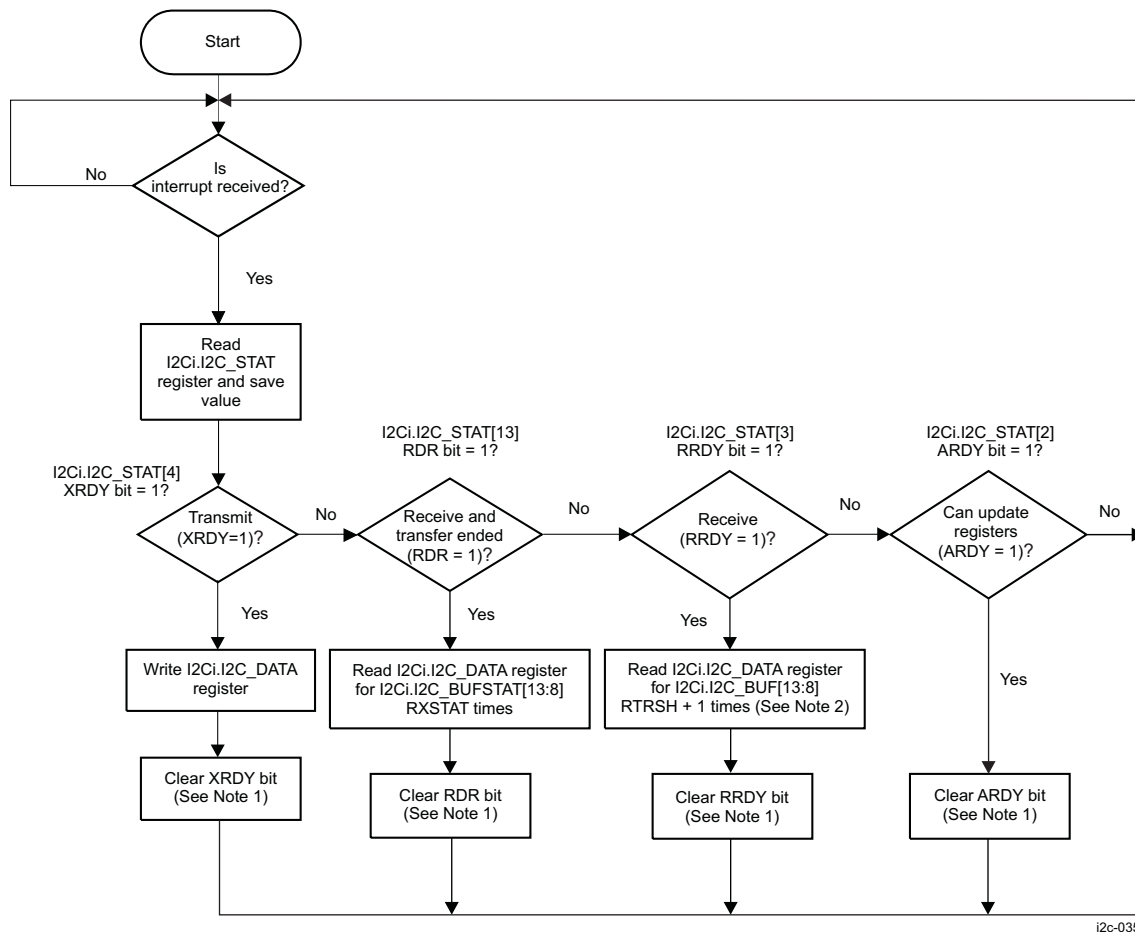 Start
Is
interrupt received?
No
Yes
Read
I2Ci.I2C_STAT
register and save
value
I2Ci.I2C_STAT[4]
XRDY bit = 1?
I2Ci.I2C_STAT[13]
RDR bit = 1?
I2Ci.I2C_STAT[3]
RRDY bit = 1?
I2Ci.I2C_STAT[2]
ARDY bit = 1?
Transmit
(XRDY=1)?
No
Receive and
transfer ended
(RDR = 1)?
No
Receive
(RRDY = 1)?
No
Can update
registers
(ARDY = 1)?
No
Yes
Yes
Yes
Yes
Write I2Ci.I2C_DATA
register
Read I2Ci.I2C_DATA register
for I2Ci.I2C_BUFSTAT[13:8]
RXSTAT times
Read I2Ci.I2C_DATA register
for I2Ci.I2C_BUF[13:8]
RTRSH + 1 times (See Note 2)
Clear XRDY bit
(See Note 1)
Clear RDR bit
(See Note 1)
Clear RRDY bit
(See Note 1)
Clear ARDY bit
(See Note 1)
i2c-035